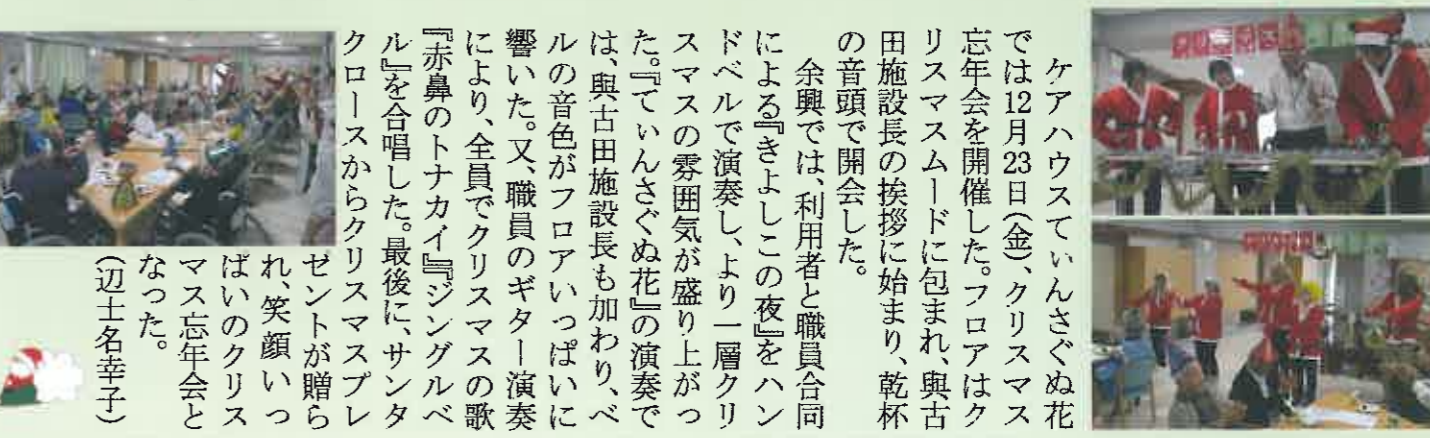 ケアハウスてぃんさぐぬ花
では12月23日(金)、クリスマス
忘年会を開催した。フロアはク
リスマスムードに包まれ、與古
田施設長の挨拶に始まり、乾杯
の音頭で開会した。
余興では、利用者と職員合同
による『きよしこの夜』をハン
ドベルで演奏し、より一層クリ
スマスの雰囲気が盛り上がっ
た。『てぃんさぐぬ花』の演奏で
は、與古田施設長も加わり、ベ
ルの音色がフロアいっぱいに
響いた。又、職員のギター演奏
により、全員でクリスマスの歌
『赤鼻のトナカイ』『ジングルベ
ル』を合唱した。最後に、サンタ
クロースからクリスマスプレ
ゼントが贈ら
れ、笑顔いっ
ぱいのクリス
マス忘年会と
なった。
(辺土名幸子)